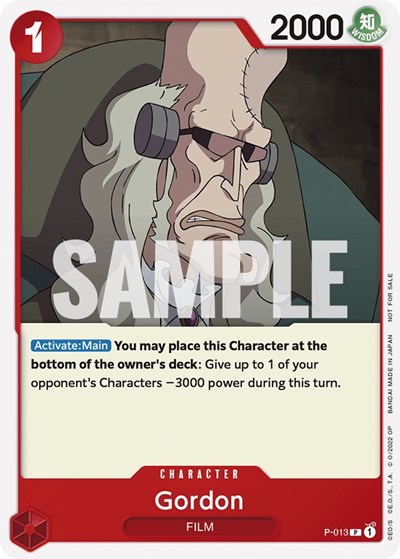 1
2000
知
WISDOM
SAMPLE
Activate:Main You may place this Character at the
bottom of the owner's deck: Give up to 1 of your
opponent's Characters −3000 power during this turn.
CHARACTER
Gordon
FILM
P-013 P 1
©E.O/S., T.A. © O/2022 OP BANDAI MADE IN JAPAN NOT FOR SALE